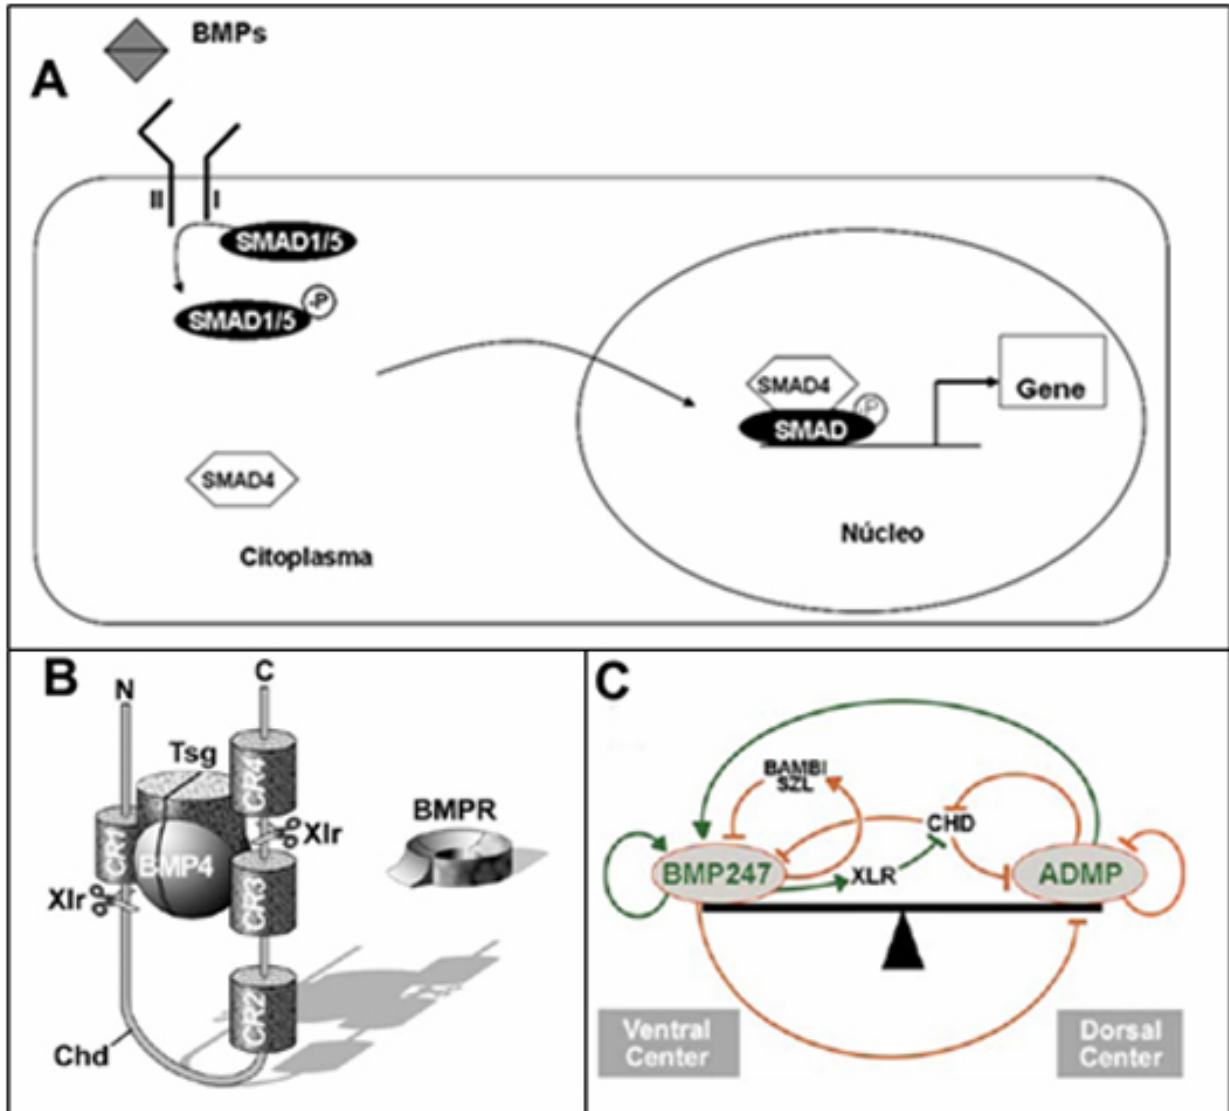 A
BMPs
II
I
SMAD1/5
SMAD1/5
-P
SMAD4
Citoplasma
SMAD4
-P
SMAD
Gene
Núcleo
B
N
C
Tsg
CR4
CR1
BMP4
Xlr
Xlr
CR3
CR2
Chd
BMPR
C
BAMBI
SZL
CHD
BMP247
XLR
ADMP
Ventral
Center
Dorsal
Center